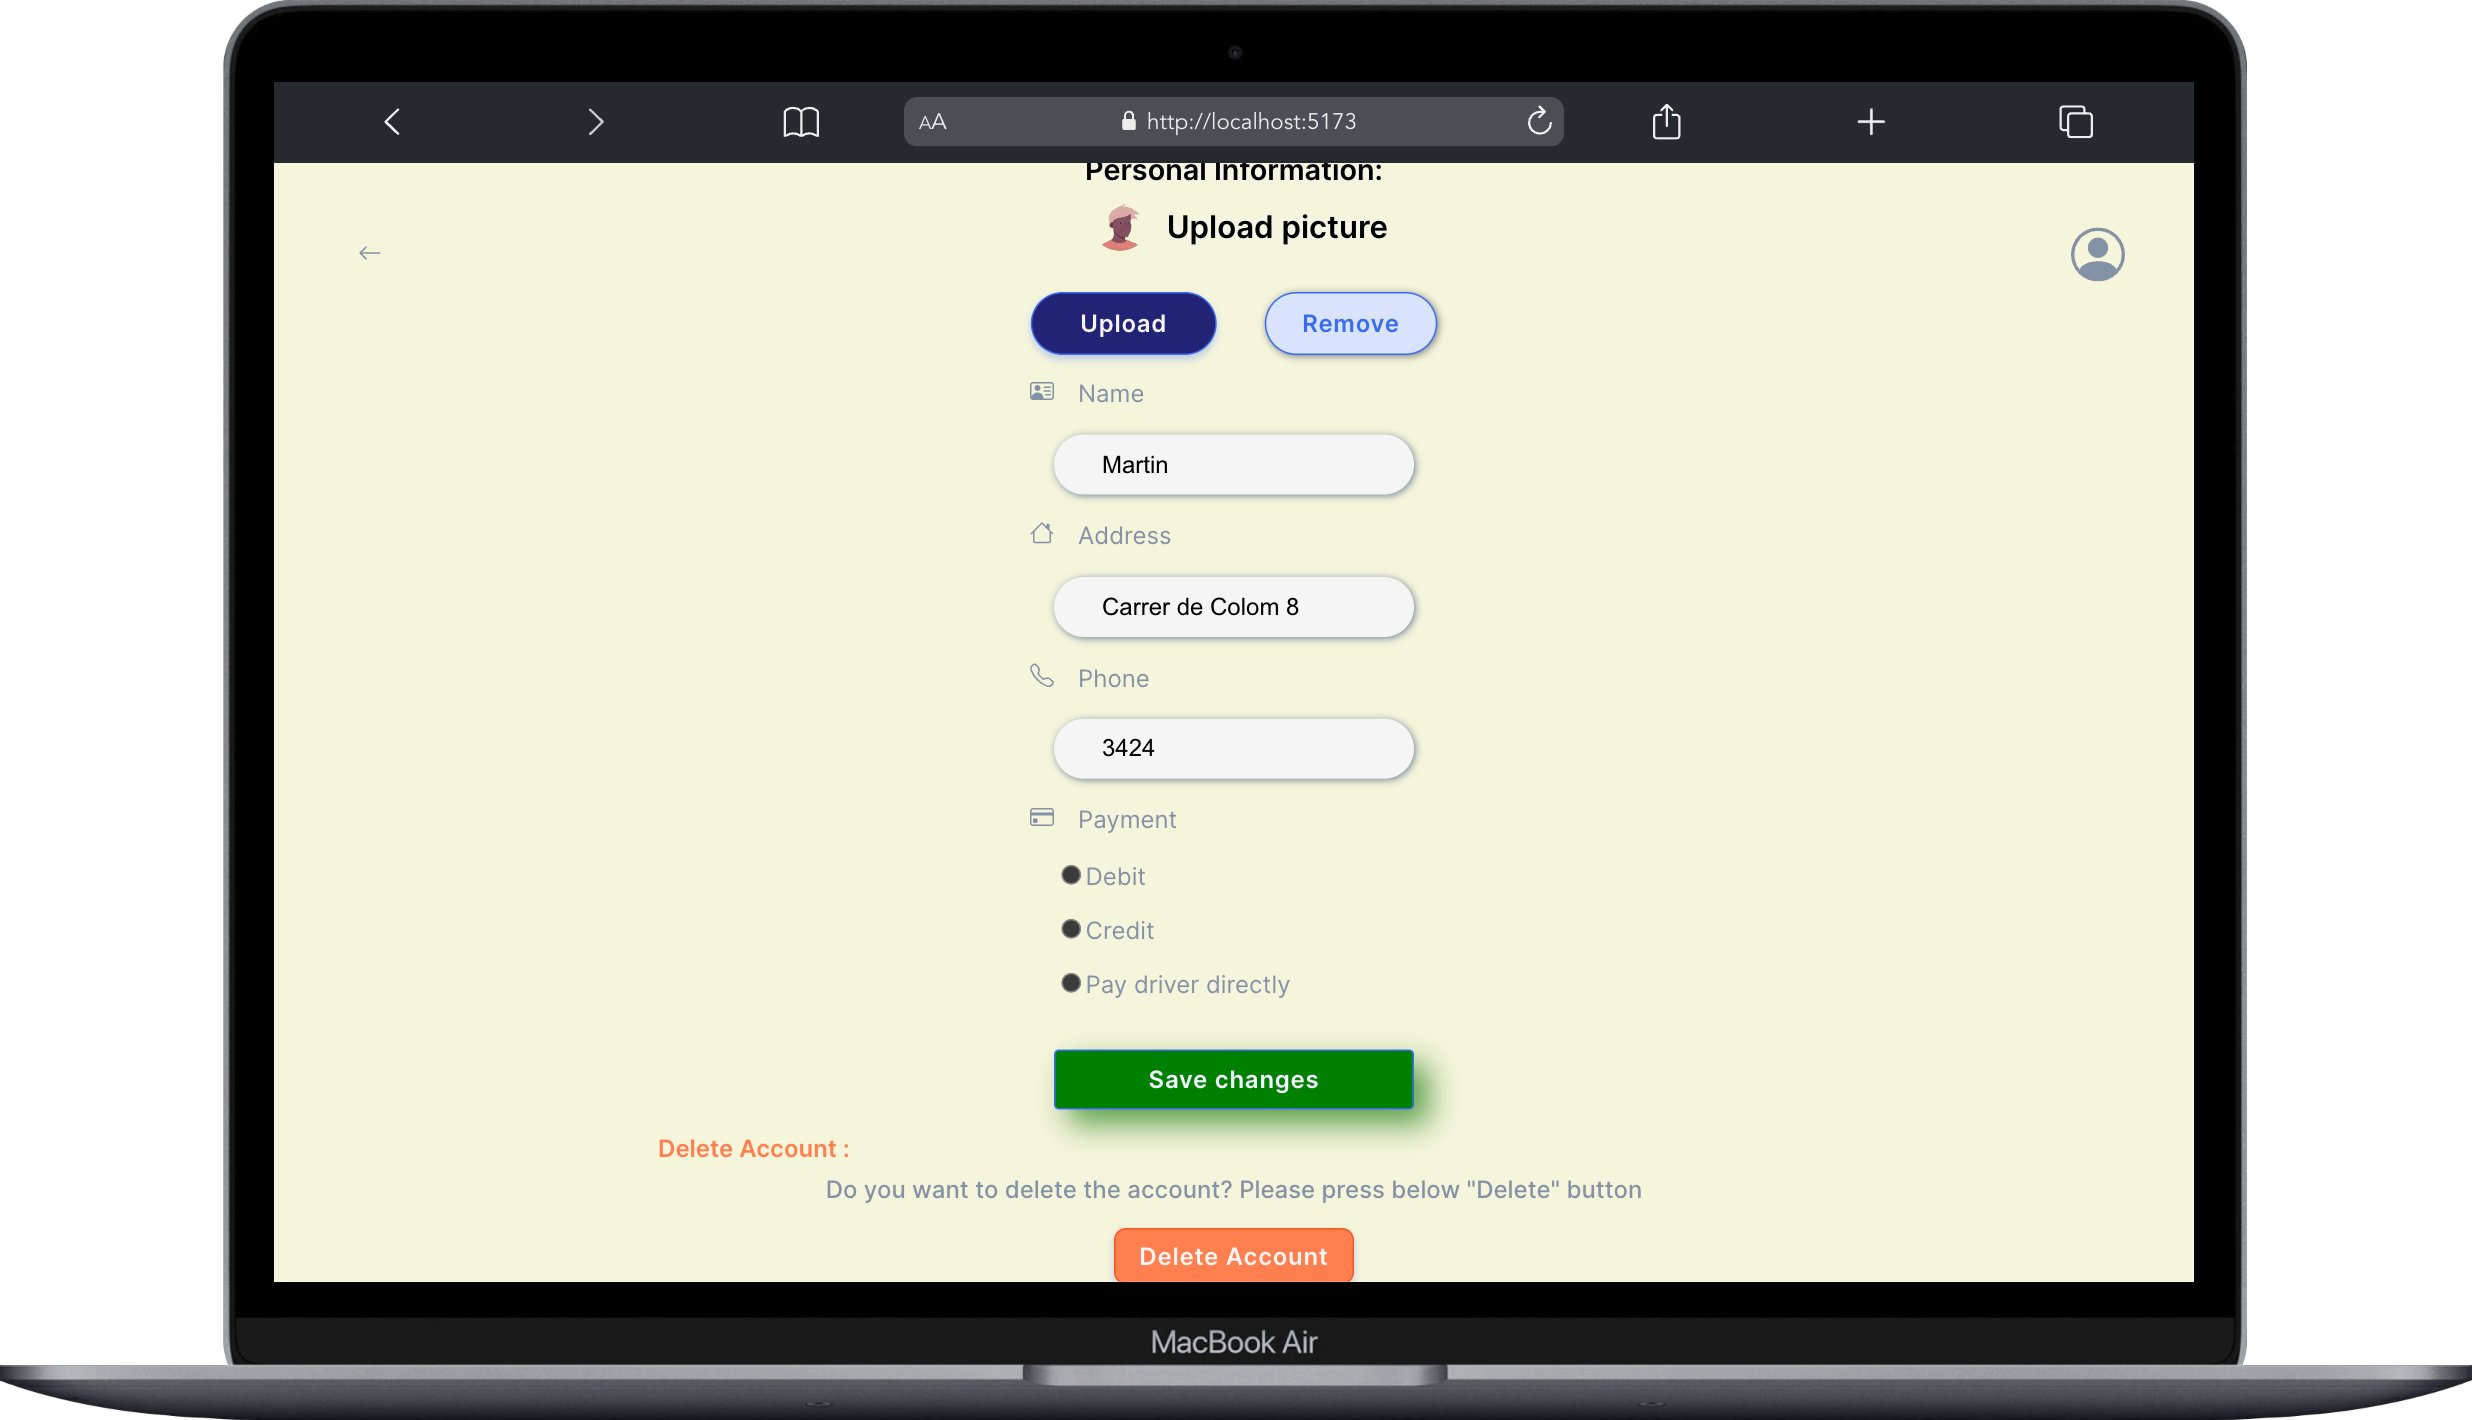 AA http://localhost:5173
Personal Information:
Upload picture
Upload Remove
Name
Martin
Address
Carrer de Colom 8
Phone
3424
Payment
Debit
Credit
Pay driver directly
Save changes
Delete Account :
Do you want to delete the account? Please press below "Delete" button
Delete Account
MacBook Air